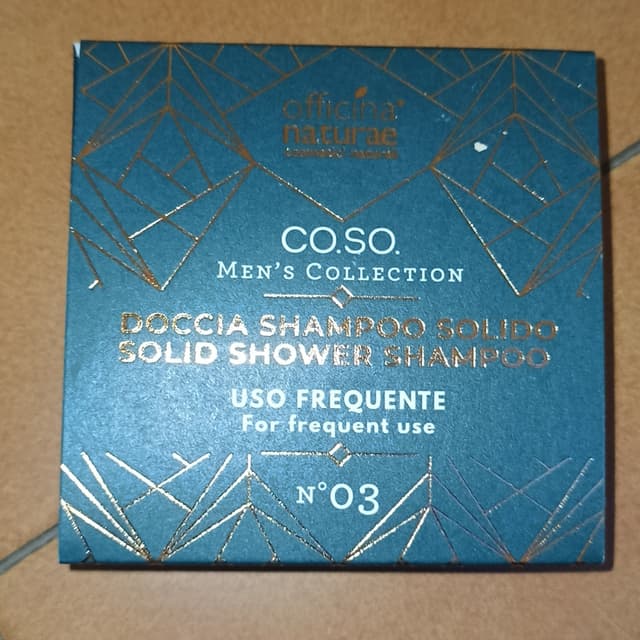 officina
naturae
CO.SO.
MEN'S COLLECTION
DOCCIA SHAMPOO SOLIDO
SOLID SHOWER SHAMPOO
USO FREQUENTE
For frequent use
N°03